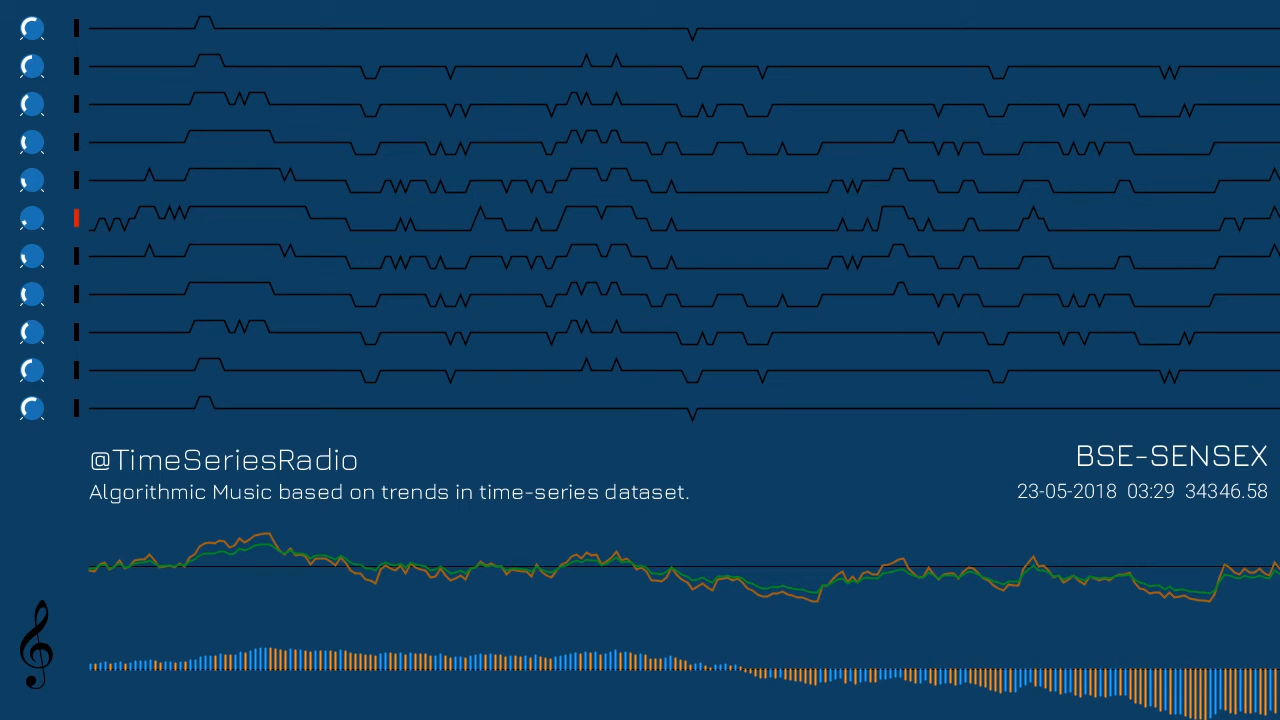 @TimeSeriesRadio
Algorithmic Music based on trends in time-series dataset.
BSE-SENSEX
23-05-2018 03:29 34346.58